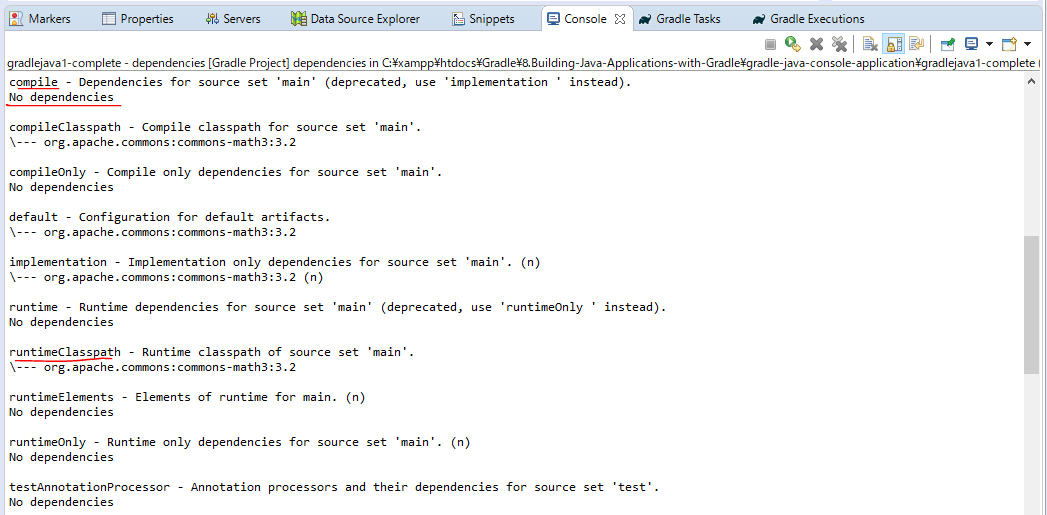 Markers Properties Servers Data Source Explorer Snippets Console Gradle Tasks Gradle Executions
gradlejava1-complete - dependencies [Gradle Project] dependencies in C:¥xampp¥htdocs¥Gradle¥8.Building-Java-Applications-with-Gradle¥gradle-java-console-application¥gradlejava1-complete (
compile - Dependencies for source set 'main' (deprecated, use 'implementation ' instead).
No dependencies
compileClasspath - Compile classpath for source set 'main'.
\--- org.apache.commons:commons-math3:3.2
compileOnly - Compile only dependencies for source set 'main'.
No dependencies
default - Configuration for default artifacts.
\--- org.apache.commons:commons-math3:3.2
implementation - Implementation only dependencies for source set 'main'. (n)
\--- org.apache.commons:commons-math3:3.2 (n)
runtime - Runtime dependencies for source set 'main' (deprecated, use 'runtimeOnly ' instead).
No dependencies
runtimeClasspath - Runtime classpath of source set 'main'.
\--- org.apache.commons:commons-math3:3.2
runtimeElements - Elements of runtime for main. (n)
No dependencies
runtimeOnly - Runtime only dependencies for source set 'main'. (n)
No dependencies
testAnnotationProcessor - Annotation processors and their dependencies for source set 'test'.
No dependencies